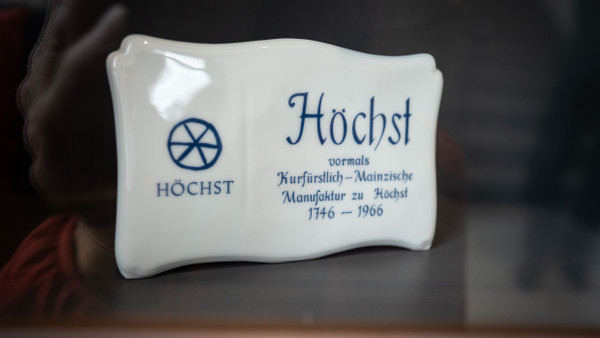 HÖCHST
Höchst
vormals
Kurfürstlich-Mainzische
Manufaktur zu Höchst
1746 — 1966